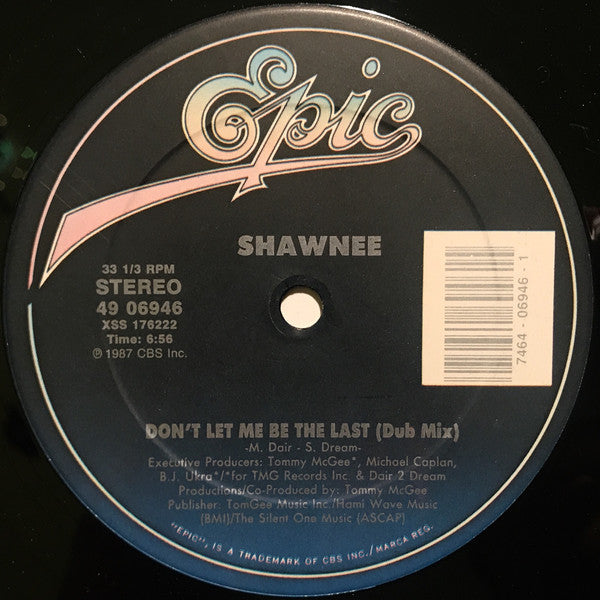 Epic
SHAWNEE
33 1/3 RPM
STEREO
49 06946
XSS 176222
Time: 6:56
℗ 1987 CBS Inc.
7464 - 06946 - 1
DON'T LET ME BE THE LAST (Dub Mix)
-M. Dair - S. Dream-
Executive Producers: Tommy McGee*, Michael Caplan,
B.J. Ukra*/*for TMG Records Inc. & Dair 2 Dream
Productions/Co-Produced by: Tommy McGee
Publisher: TomGee Music Inc./Hami Wave Music
(BMI)/The Silent One Music (ASCAP)
"EPIC", IS A TRADEMARK OF CBS INC./MARCA REG.